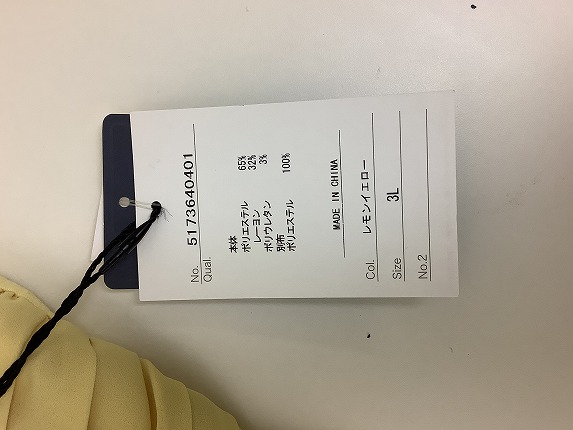 No. 5173640401
Qual.
本体
ポリエステル 65%
レーヨン 32%
ポリウレタン 3%
別布
ポリエステル 100%
MADE IN CHINA
Col. レモンイエロー
Size 3L
No.2